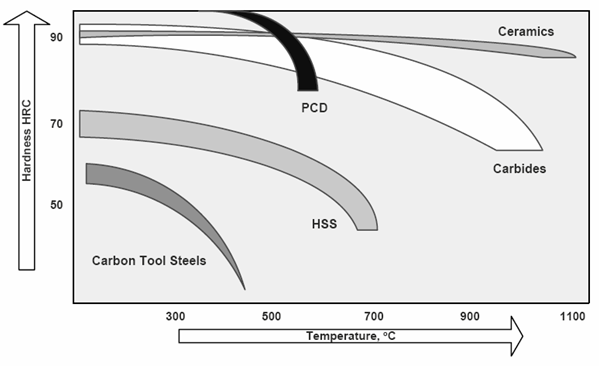 90
70
50
Hardness HRC
Ceramics
PCD
Carbides
HSS
Carbon Tool Steels
300 500 700 900 1100
Temperature, °C